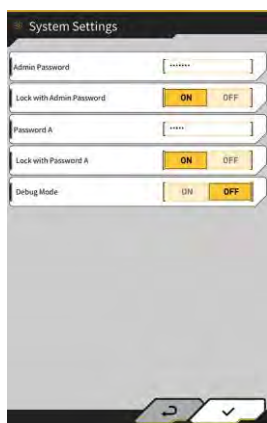 System Settings
Admin Password [ ······· ]
Lock with Admin Password [ ON OFF ]
Password A [ ····· ]
Lock with Password A [ ON OFF ]
Debug Mode [ ON OFF ]